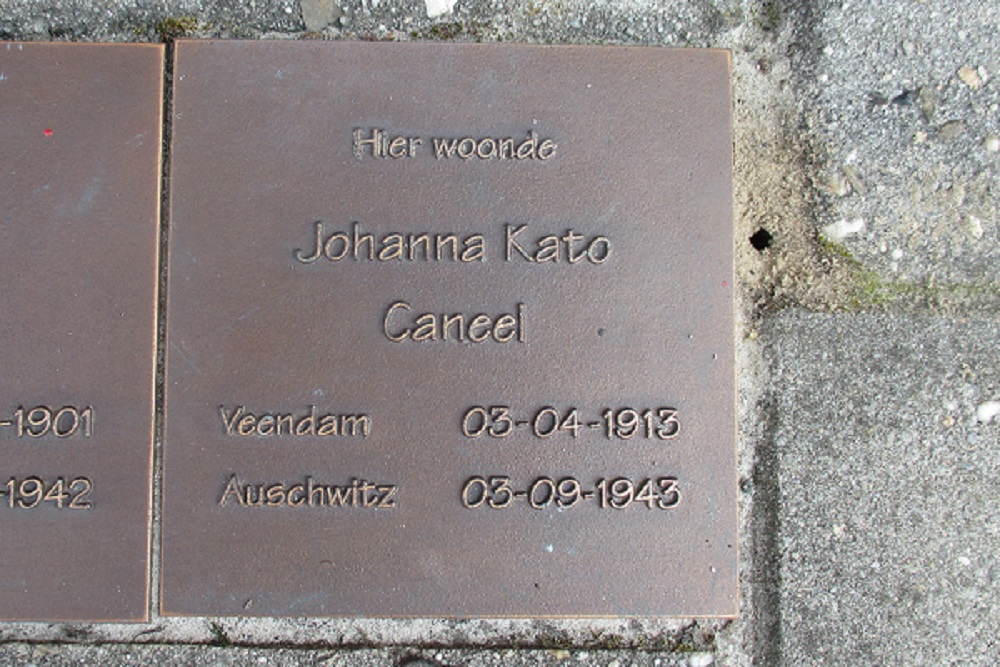 Hier woonde
Johanna Kato
Caneel
Veendam 03-04-1913
Auschwitz 03-09-1943
-1901
-1942